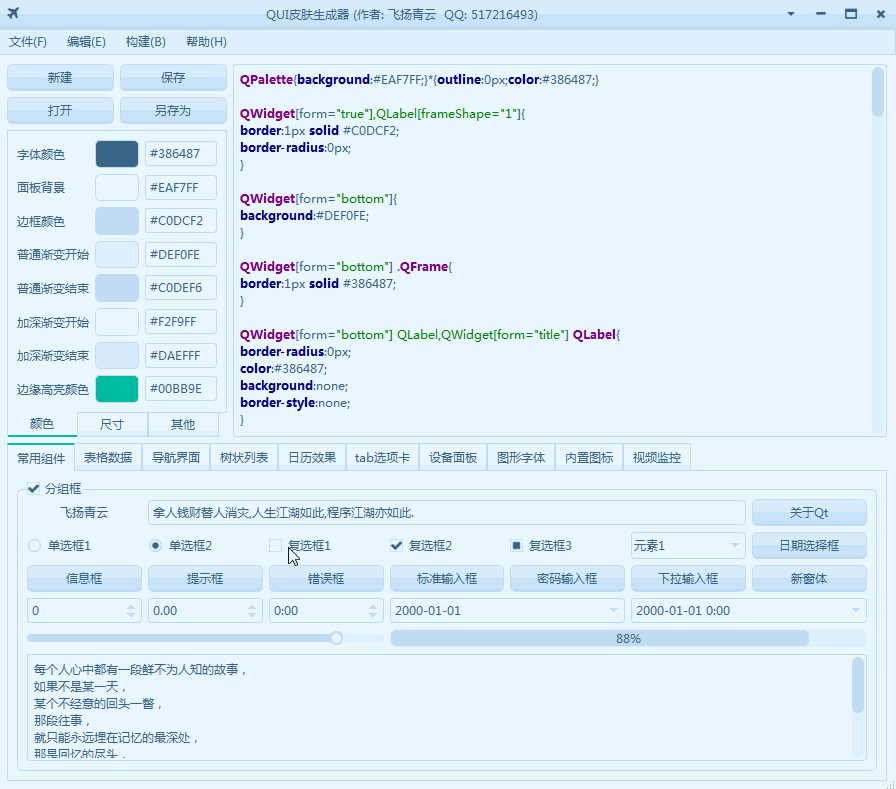 QUI皮肤生成器 (作者: 飞扬青云  QQ: 517216493)
文件(F) 编辑(E) 构建(B) 帮助(H)
新建 保存
打开 另存为
字体颜色 #386487
面板背景 #EAF7FF
边框颜色 #C0DCF2
普通渐变开始 #DEF0FE
普通渐变结束 #C0DEF6
加深渐变开始 #F2F9FF
加深渐变结束 #DAEFFF
边缘高亮颜色 #00BB9E
颜色 尺寸 其他
QPalette{background:#EAF7FF;}*{outline:0px;color:#386487;}
QWidget[form="true"],QLabel[frameShape="1"]{
border:1px solid #C0DCF2;
border-radius:0px;
}
QWidget[form="bottom"]{
background:#DEF0FE;
}
QWidget[form="bottom"] .QFrame{
border:1px solid #386487;
}
QWidget[form="bottom"] QLabel,QWidget[form="title"] QLabel{
border-radius:0px;
color:#386487;
background:none;
border-style:none;
}
常用组件 表格数据 导航界面 树状列表 日历效果 tab选项卡 设备面板 图形字体 内置图标 视频监控
分组框
飞扬青云 拿人钱财替人消灾,人生江湖如此,程序江湖亦如此. 关于Qt
单选框1 单选框2 复选框1 复选框2 复选框3 元素1 日期选择框
信息框 提示框 错误框 标准输入框 密码输入框 下拉输入框 新窗体
0 0.00 0:00 2000-01-01 2000-01-01 0:00
88%
每个人心中都有一段鲜不为人知的故事，
如果不是某一天，
某个不经意的回头一瞥，
那段往事，
就只能永远埋在记忆的最深处，
那是回忆的尽头，